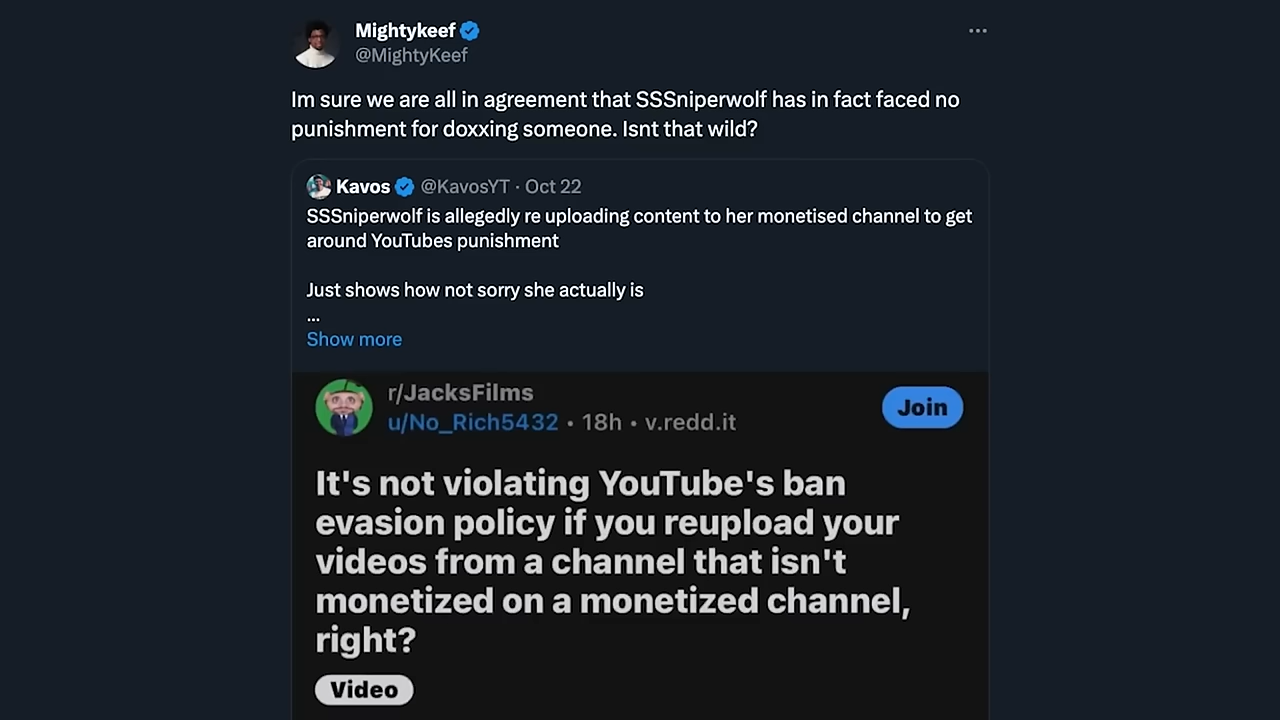 Mightykeef
@MightyKeef
Im sure we are all in agreement that SSSniperwolf has in fact faced no
punishment for doxxing someone. Isnt that wild?
Kavos @KavosYT · Oct 22
SSSniperwolf is allegedly re uploading content to her monetised channel to get
around YouTubes punishment
Just shows how not sorry she actually is
...
Show more
r/JacksFilms
u/No_Rich5432 • 18h • v.redd.it
Join
It's not violating YouTube's ban
evasion policy if you reupload your
videos from a channel that isn't
monetized on a monetized channel,
right?
Video